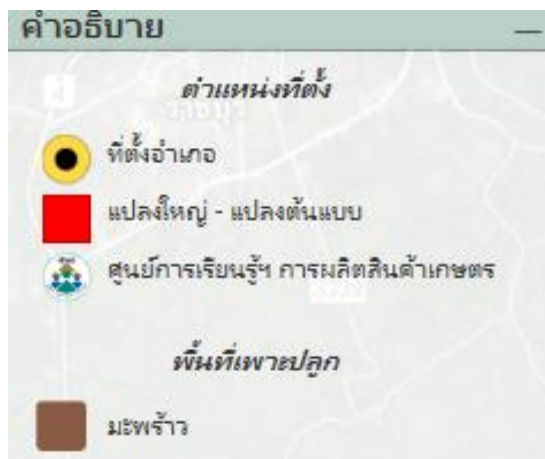 คำอธิบาย
ตำแหน่งที่ตั้ง
ที่ตั้งอำเภอ
แปลงใหญ่ - แปลงต้นแบบ
ศูนย์การเรียนรู้ฯ การผลิตสินค้าเกษตร
พื้นที่เพาะปลูก
มะพร้าว